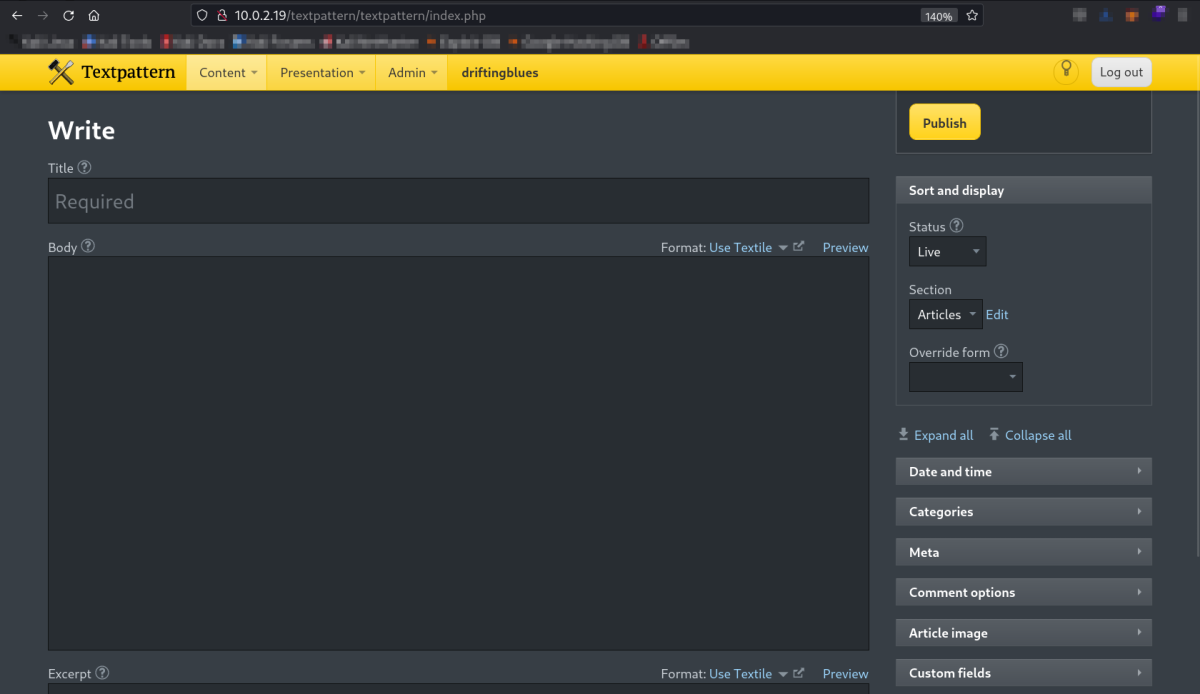 10.0.2.19/textpattern/textpattern/index.php 140%
Textpattern Content Presentation Admin driftingblues Log out
Write
Publish
Title ?
Required
Sort and display
Status ?
Live
Body ? Format: Use Textile Preview
Section
Articles Edit
Override form ?
Expand all Collapse all
Date and time
Categories
Meta
Comment options
Article image
Custom fields
Excerpt ? Format: Use Textile Preview